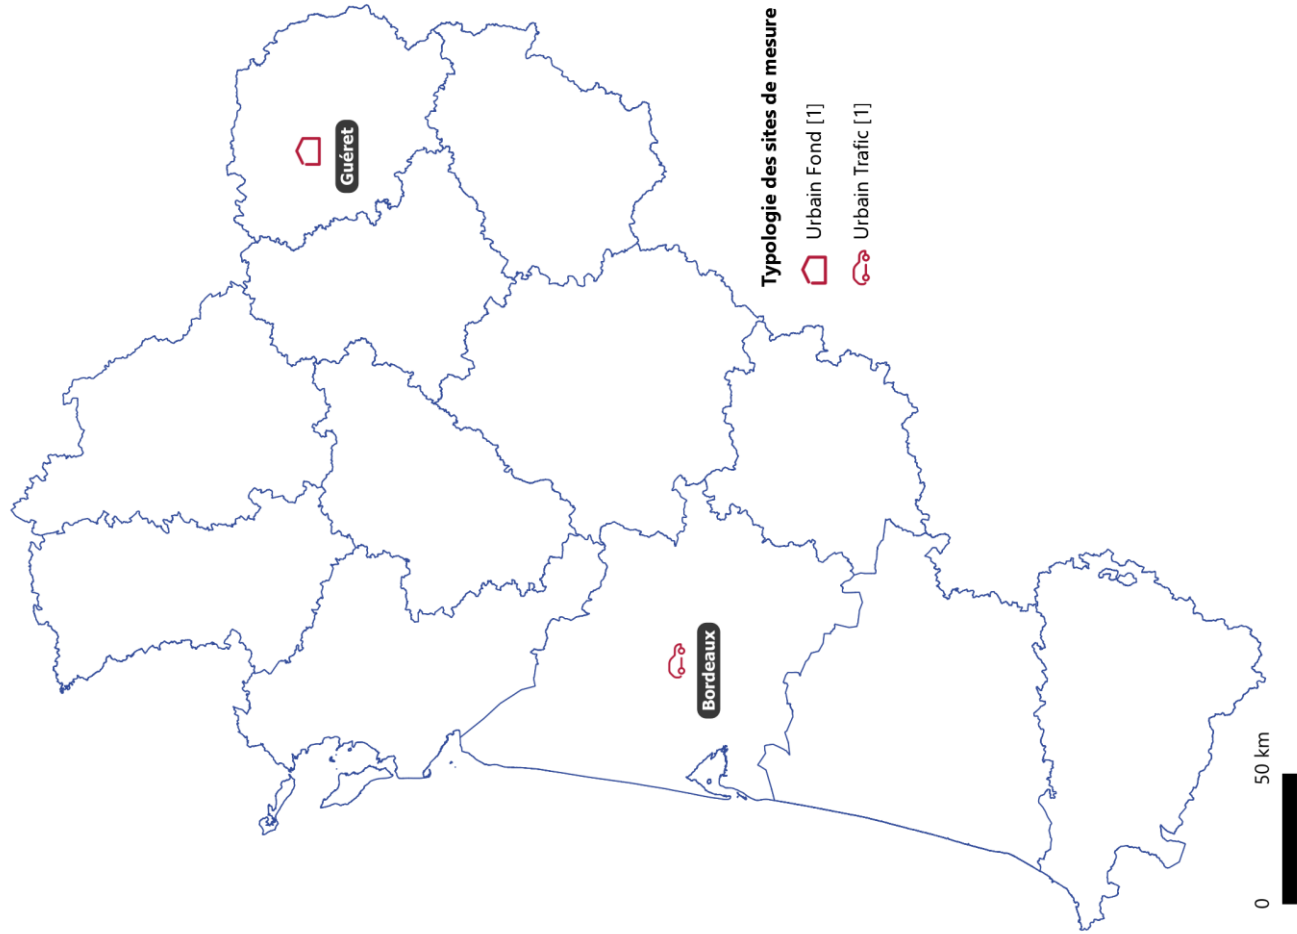 Guéret
Bordeaux
Typologie des sites de mesure
Urbain Fond [1]
Urbain Trafic [1]
0 50 km